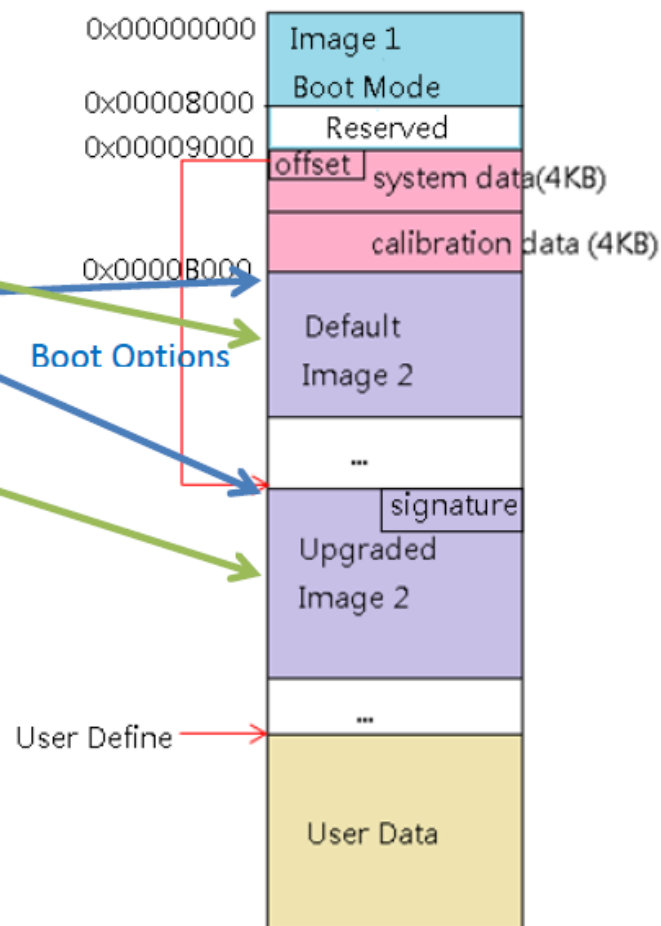 0x00000000
Image 1
Boot Mode
0x00008000
Reserved
0x00009000
offset
system data(4KB)
calibration data (4KB)
0x0000B000
Default
Image 2
Boot Options
...
signature
Upgraded
Image 2
...
User Define
User Data